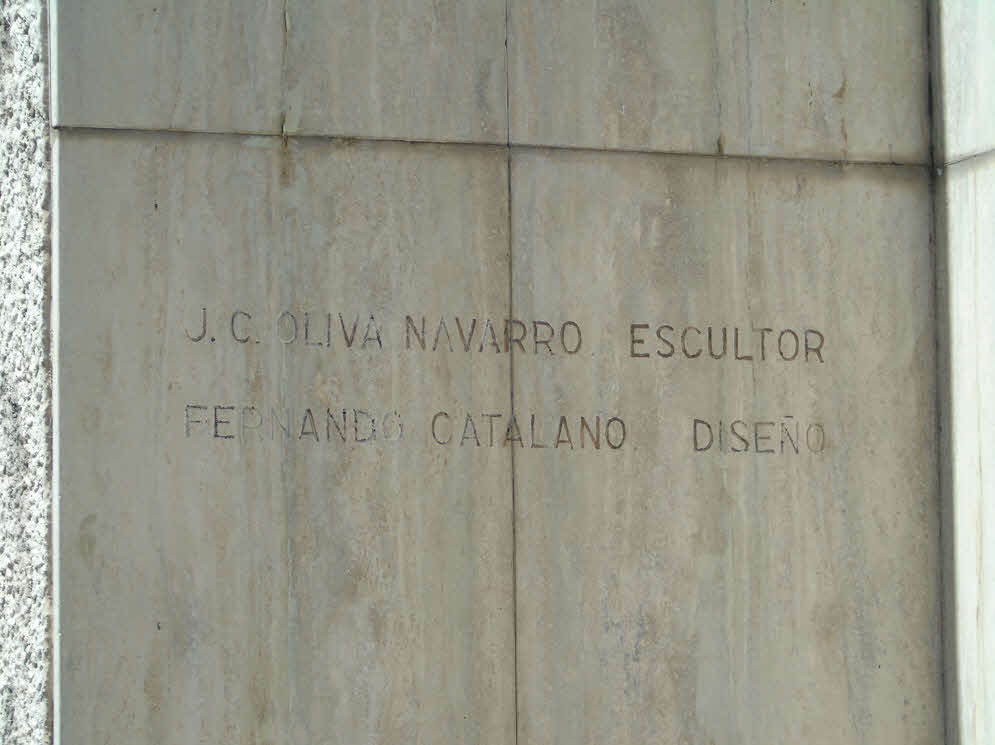 J. C. OLIVA NAVARRO. ESCULTOR
FERNANDO CATALANO. DISEÑO